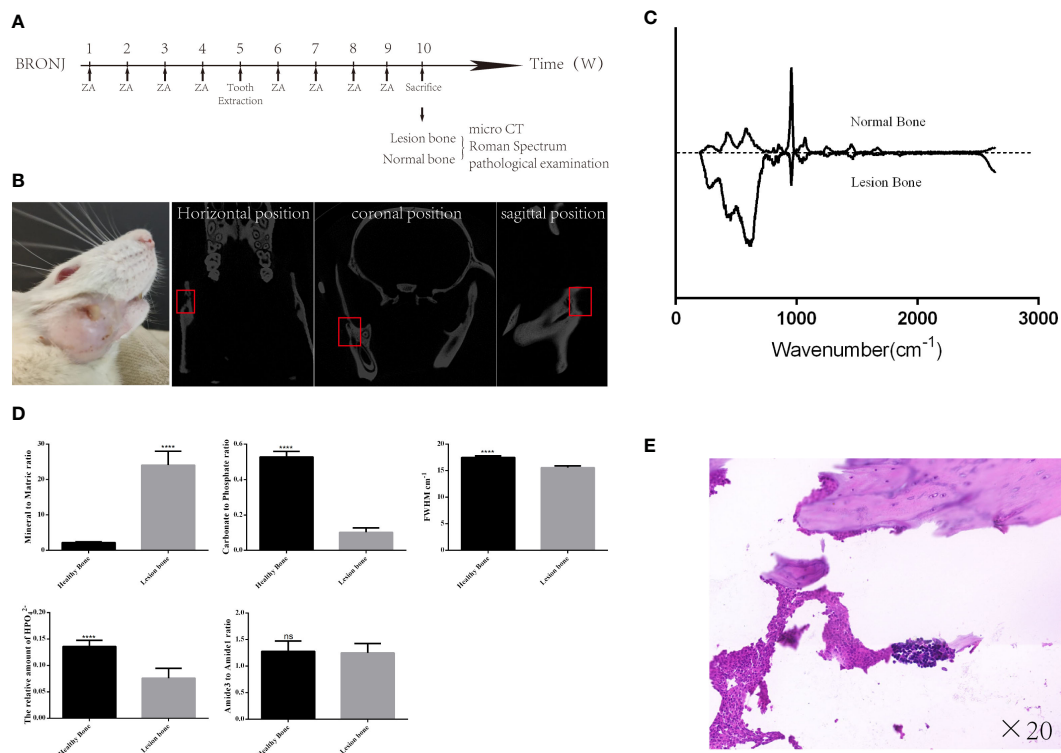 A
1 2 3 4 5 6 7 8 9 10
BRONJ Time (W)
ZA ZA ZA ZA Tooth ZA ZA ZA ZA Sacrifice
Extraction
micro CT
Lesion bone
Roman Spectrum
Normal bone
pathological examination
B
Horizontal position
coronal position
sagittal position
C
Normal Bone
Lesion Bone
0 1000 2000 3000
Wavenumber(cm-1)
D
Mineral to Matric ratio
30
20
10
0
****
Healthy Bone
Lesion bone
Carbonate to Phosphate ratio
0.6
0.4
0.2
0.0
****
Healthy Bone
Lesion bone
FWHM cm-1
20
15
10
5
0
****
Healthy Bone
Lesion bone
The relative amount of HPO42-
0.20
0.15
0.10
0.05
0.00
****
Healthy Bone
Lesion bone
Amide3 to Amide1 ratio
2.0
1.5
1.0
0.5
0.0
ns
Healthy Bone
Lesion bone
E
×20